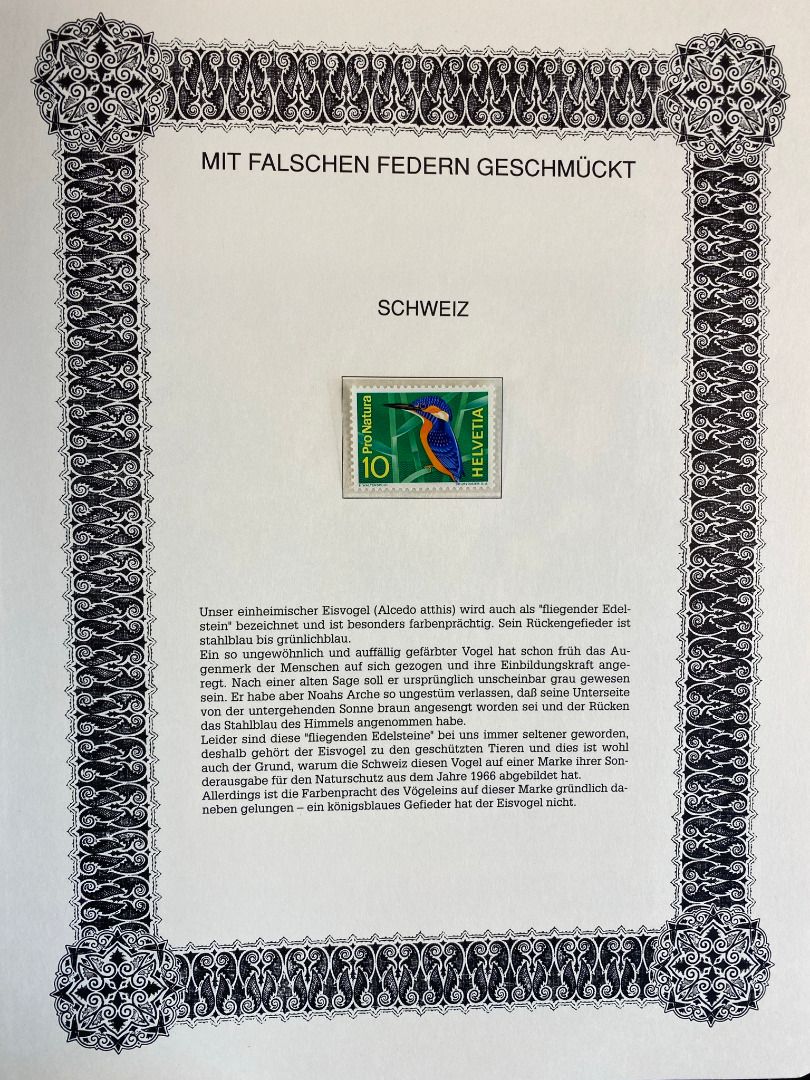 MIT FALSCHEN FEDERN GESCHMÜCKT
SCHWEIZ
Pro Natura
10
HELVETIA
Unser einheimischer Eisvogel (Alcedo atthis) wird auch als "fliegender Edel-
stein" bezeichnet und ist besonders farbenprächtig. Sein Rückengefieder ist
stahlblau bis grünlichblau.
Ein so ungewöhnlich und auffällig gefärbter Vogel hat schon früh das Au-
genmerk der Menschen auf sich gezogen und ihre Einbildungskraft ange-
regt. Nach einer alten Sage soll er ursprünglich unscheinbar grau gewesen
sein. Er habe aber Noahs Arche so ungestüm verlassen, daß seine Unterseite
von der untergehenden Sonne braun angesengt worden sei und der Rücken
das Stahlblau des Himmels angenommen habe.
Leider sind diese "fliegenden Edelsteine" bei uns immer seltener geworden,
deshalb gehört der Eisvogel zu den geschützten Tieren und dies ist wohl
auch der Grund, warum die Schweiz diesen Vogel auf einer Marke ihrer Son-
derausgabe für den Naturschutz aus dem Jahre 1966 abgebildet hat.
Allerdings ist die Farbenpracht des Vögeleins auf dieser Marke gründlich da-
neben gelungen – ein königsblaues Gefieder hat der Eisvogel nicht.